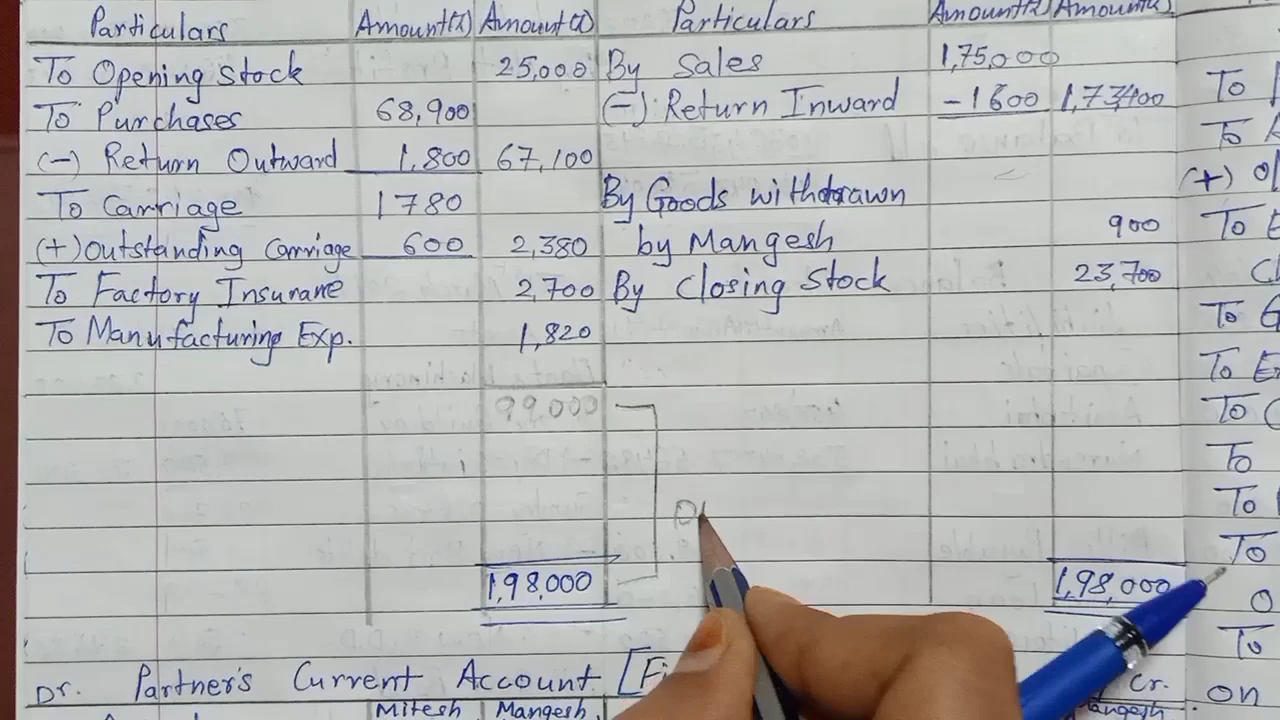 Particulars Amount(₹) Amount(₹) Particulars Amount(₹) Amount(₹)
To Opening Stock 25,000 By Sales 1,75,000
To Purchases 68,900 (-) Return Inward - 1600 1,73,400
(-) Return Outward 1,800 67,100
To Carriage 1780 By Goods withdrawn
(+) Outstanding Carriage 600 2,380 by Mangesh 900
To Factory Insurane 2,700 By Closing Stock 23,700
To Manufacturing Exp. 1,820
99,000
1,98,000 1,98,000
Dr. Partner's Current Account [Fi Cr.
Mitesh Mangesh
To
To
(+)
To
To
To
To
To
To
To
To
on